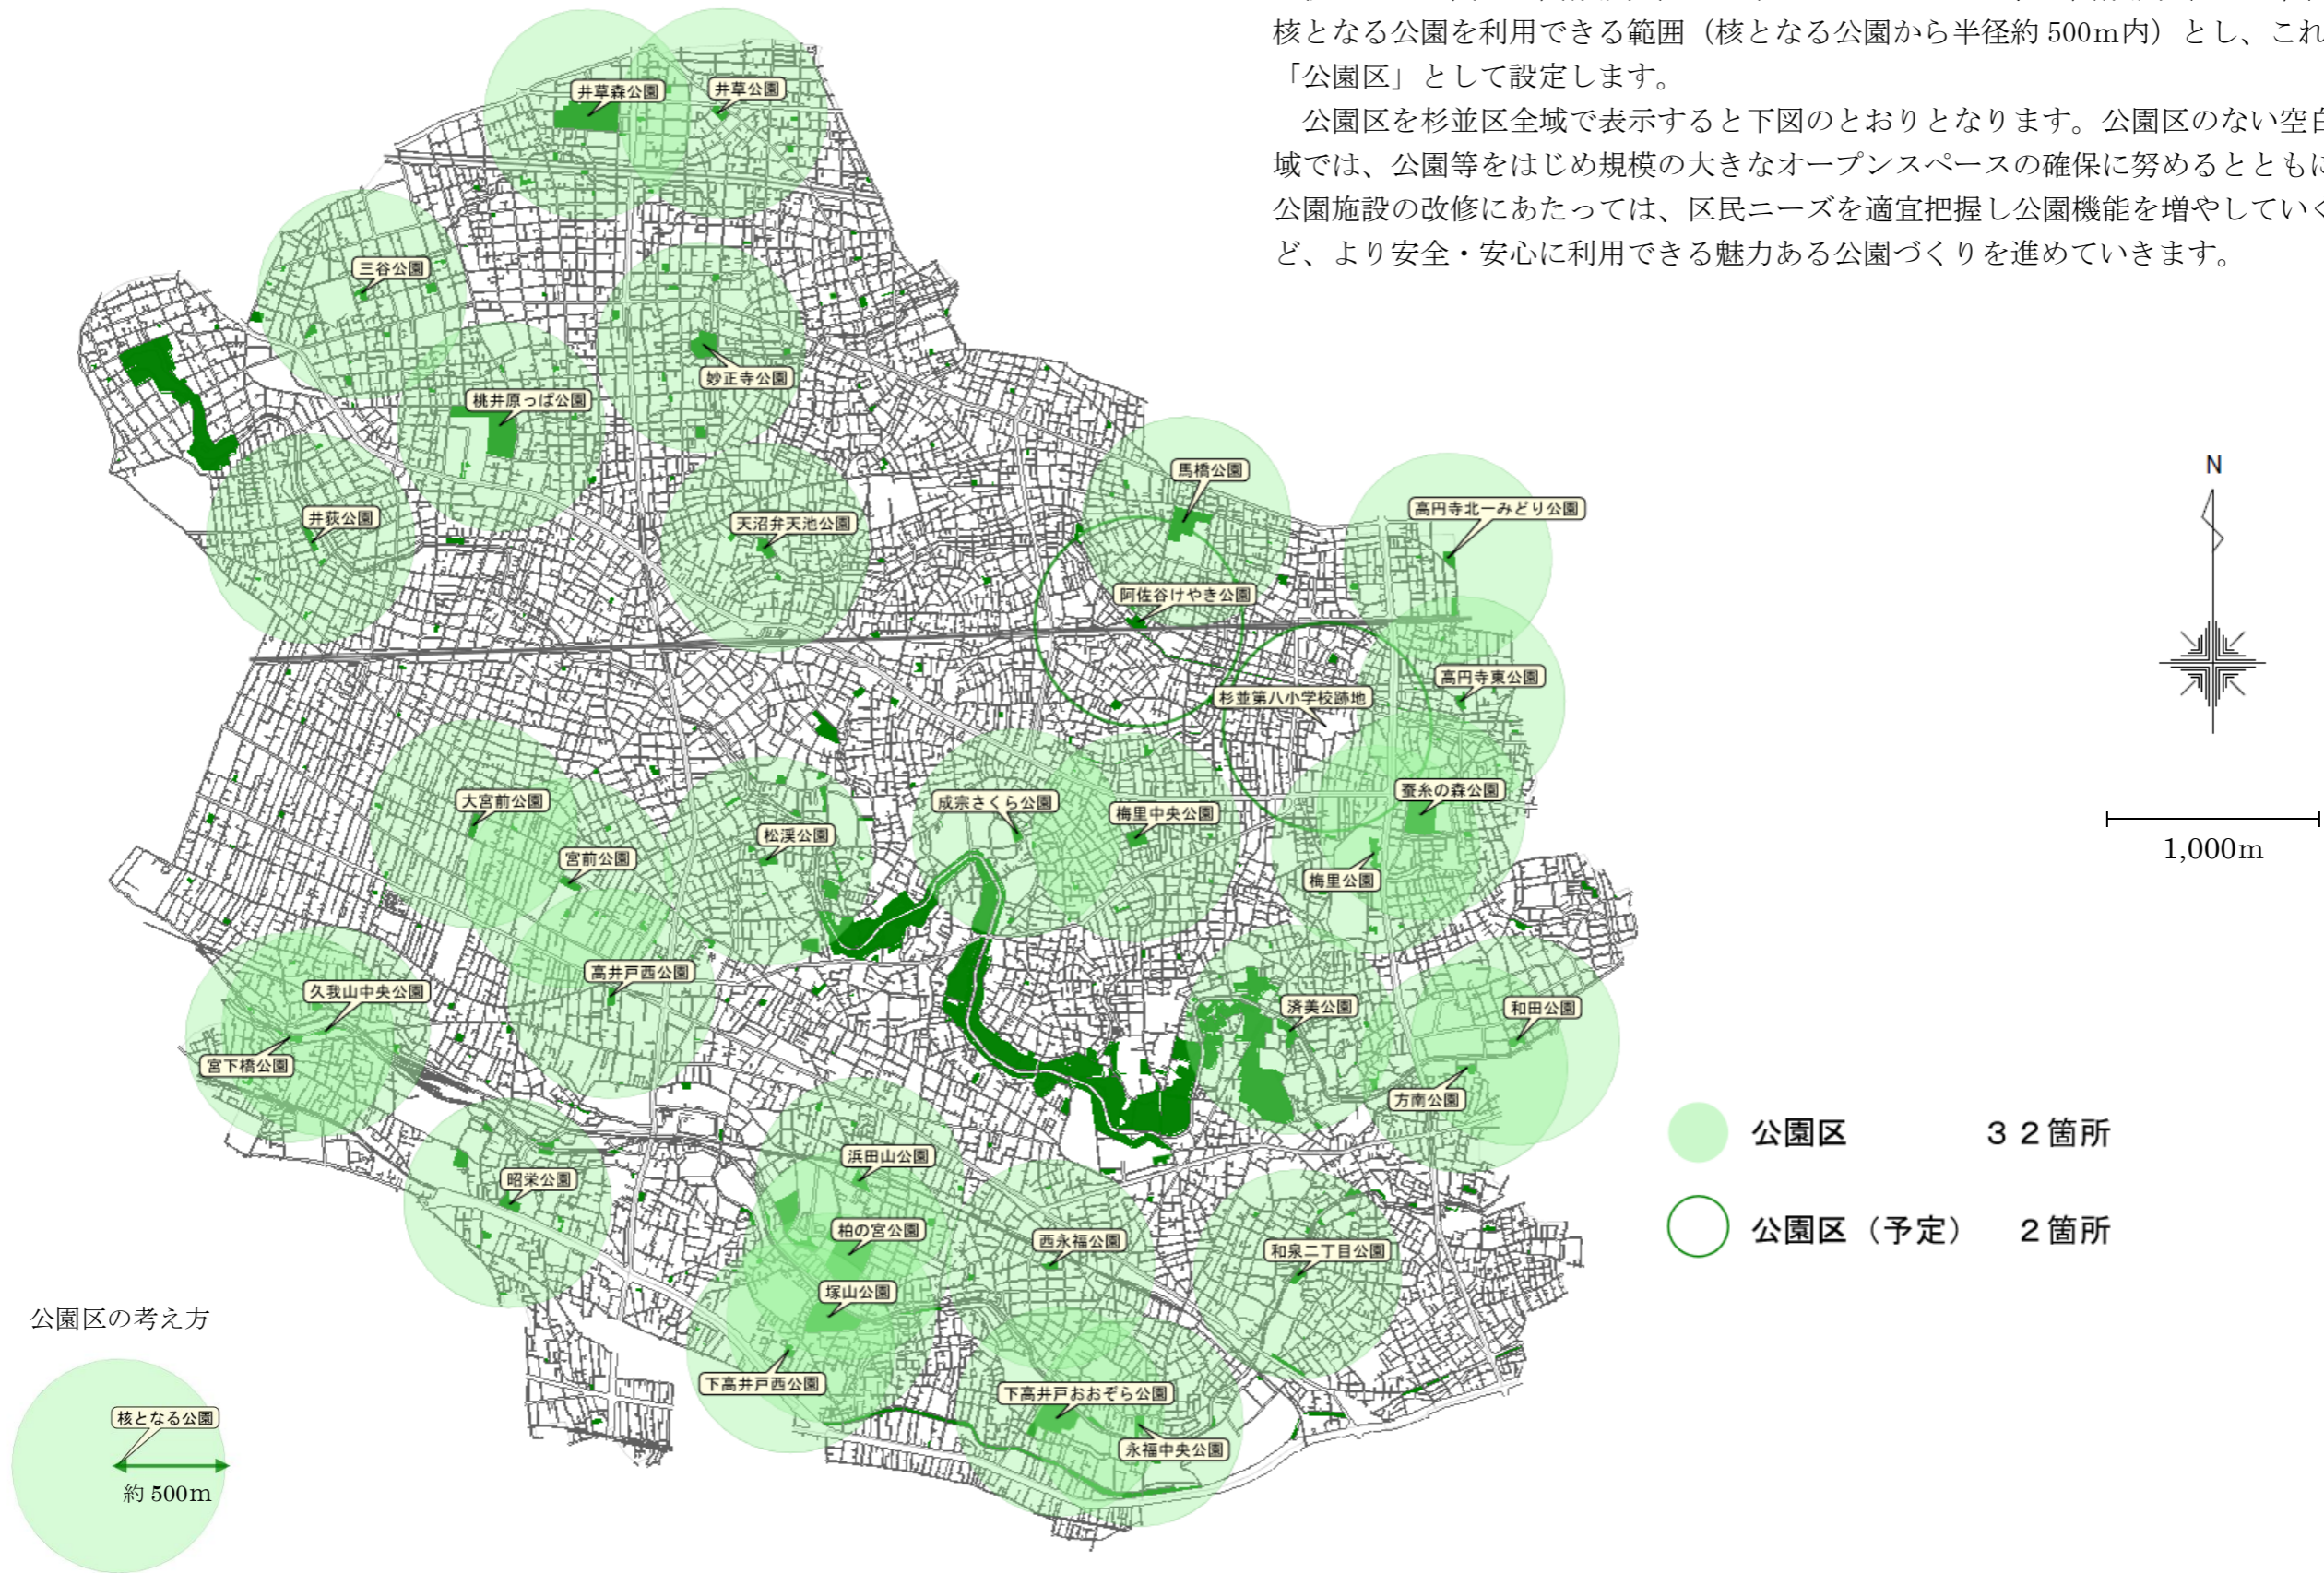 核となる公園を利用できる範囲（核となる公園から半径約 500m内）とし、これ
「公園区」として設定します。
公園区を杉並区全域で表示すると下図のとおりとなります。公園区のない空白
域では、公園等をはじめ規模の大きなオープンスペースの確保に努めるとともに
公園施設の改修にあたっては、区民ニーズを適宜把握し公園機能を増やしていく
ど、より安全・安心に利用できる魅力ある公園づくりを進めていきます。
井草森公園
井草公園
三谷公園
妙正寺公園
桃井原っぱ公園
馬橋公園
高円寺北一みどり公園
井荻公園
天沼弁天池公園
阿佐谷けやき公園
高円寺東公園
杉並第八小学校跡地
大宮前公園
成宗さくら公園
蚕糸の森公園
梅里中央公園
松渓公園
宮前公園
梅里公園
高井戸西公園
久我山中央公園
済美公園
和田公園
宮下橋公園
方南公園
浜田山公園
昭栄公園
柏の宮公園
西永福公園
和泉二丁目公園
塚山公園
下高井戸西公園
下高井戸おおぞら公園
永福中央公園
N
1,000m
公園区 32箇所
公園区（予定） 2箇所
公園区の考え方
核となる公園
約 500m